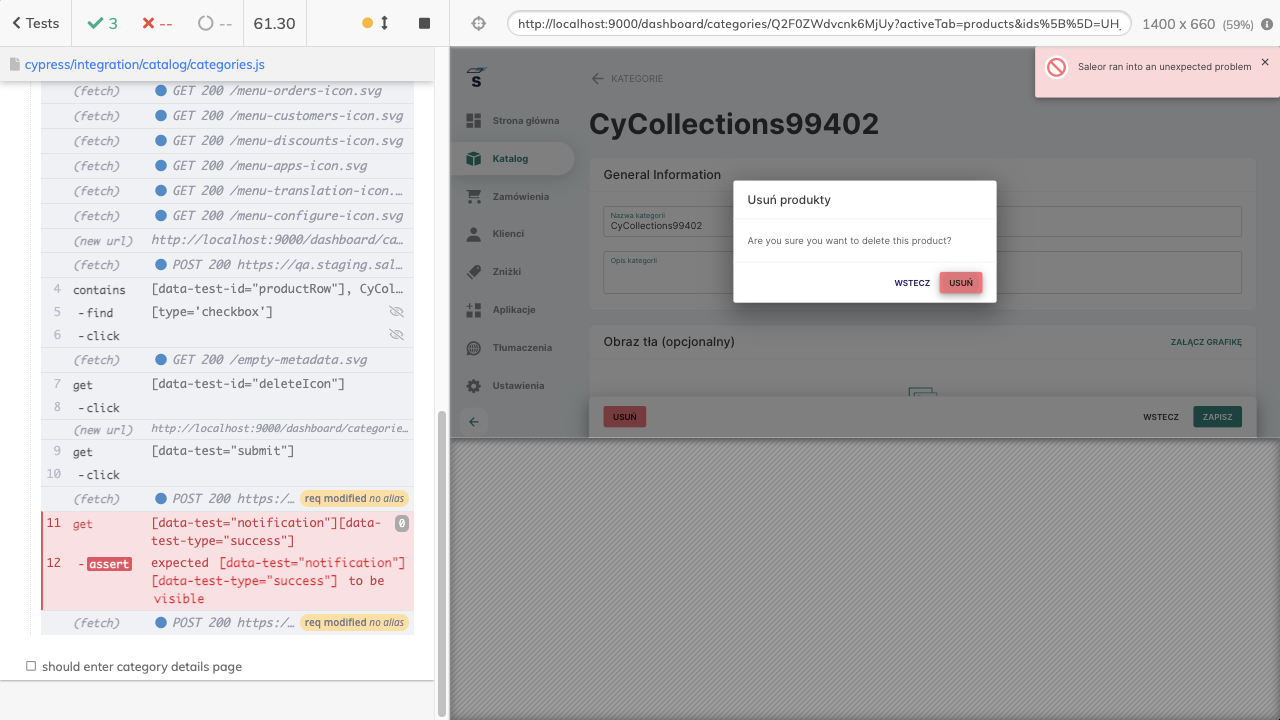 Tests
3
--
--
61.30
http://localhost:9000/dashboard/categories/Q2F0ZWdvcnk6MjUy?activeTab=products&ids%5B%5D=UH
1400 x 660 (59%)
cypress/integration/catalog/categories.js
(fetch) GET 200 /menu-orders-icon.svg
(fetch) GET 200 /menu-customers-icon.svg
(fetch) GET 200 /menu-discounts-icon.svg
(fetch) GET 200 /menu-apps-icon.svg
(fetch) GET 200 /menu-translation-icon.…
(fetch) GET 200 /menu-configure-icon.svg
(new url) http://localhost:9000/dashboard/ca…
(fetch) POST 200 https://qa.staging.sal…
4 contains [data-test-id="productRow"], CyCol…
5 -find [type='checkbox']
6 -click
(fetch) GET 200 /empty-metadata.svg
7 get [data-test-id="deleteIcon"]
8 -click
(new url) http://localhost:9000/dashboard/categorie…
9 get [data-test="submit"]
10 -click
(fetch) POST 200 https:/… req modified no alias
11 get [data-test="notification"][data-test-type="success"] 0
12 -assert expected [data-test="notification"][data-test-type="success"] to be visible
(fetch) POST 200 https:/… req modified no alias
should enter category details page
Saleor ran into an unexpected problem
S
KATEGORIE
CyCollections99402
Strona główna
Katalog
Zamówienia
Klienci
Zniżki
Aplikacje
Tłumaczenia
Ustawienia
General Information
Nazwa kategorii
CyCollections99402
Opis kategorii
Usuń produkty
Are you sure you want to delete this product?
WSTECZ
USUŃ
Obraz tła (opcjonalny)
ZAŁĄCZ GRAFIKĘ
USUŃ
WSTECZ
ZAPISZ